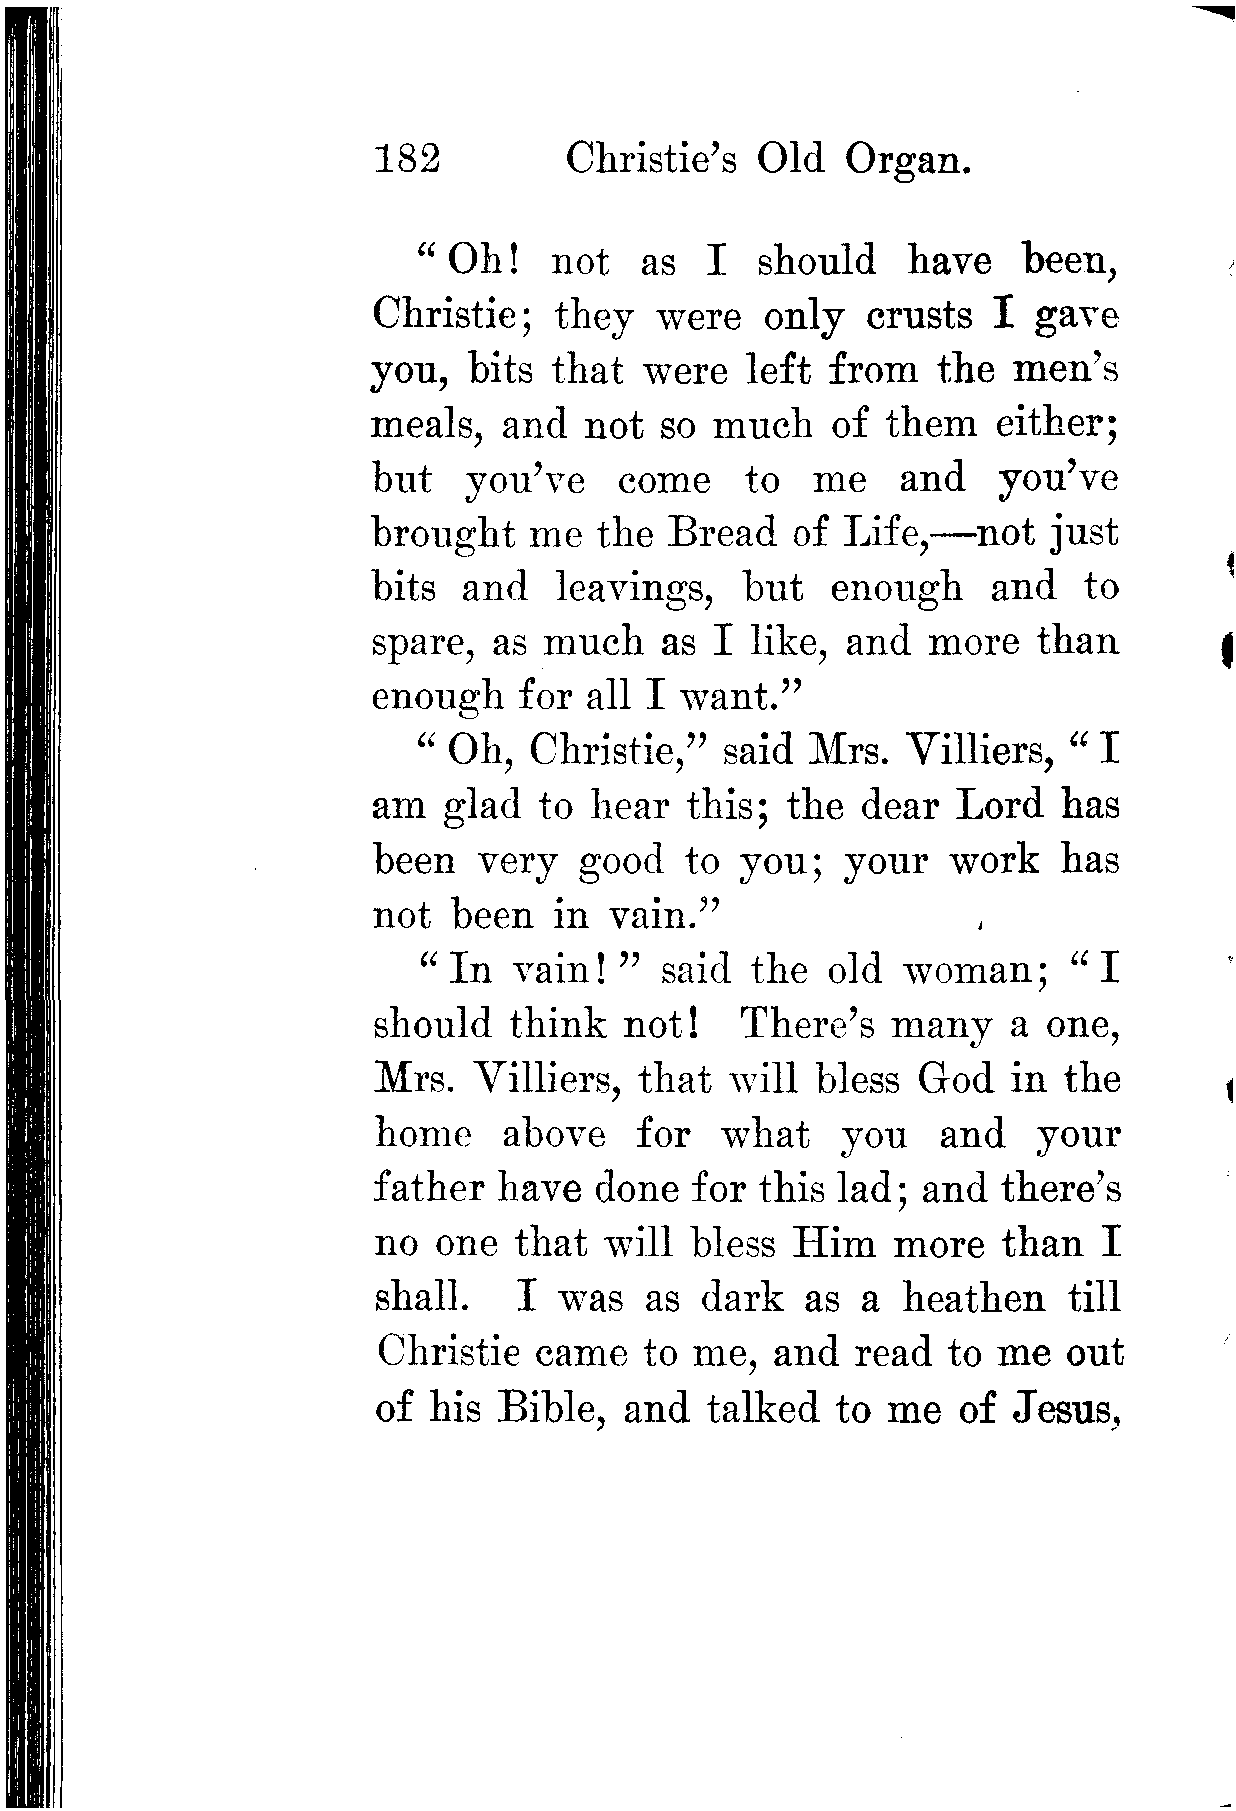 182 Christie's Old Organ.
“Oh! not as I should have been,
Christie; they were only crusts I gave
you, bits that were left from the men's
meals, and not so much of them either;
but you've come to me and you've
brought me the Bread of Life,—not just
bits and leavings, but enough and to
spare, as much as I like, and more than
enough for all I want.”
“Oh, Christie,” said Mrs. Villiers, “I
am glad to hear this; the dear Lord has
been very good to you; your work has
not been in vain.”
“In vain!” said the old woman; “I
should think not! There's many a one,
Mrs. Villiers, that will bless God in the
home above for what you and your
father have done for this lad; and there's
no one that will bless Him more than I
shall. I was as dark as a heathen till
Christie came to me, and read to me out
of his Bible, and talked to me of Jesus,